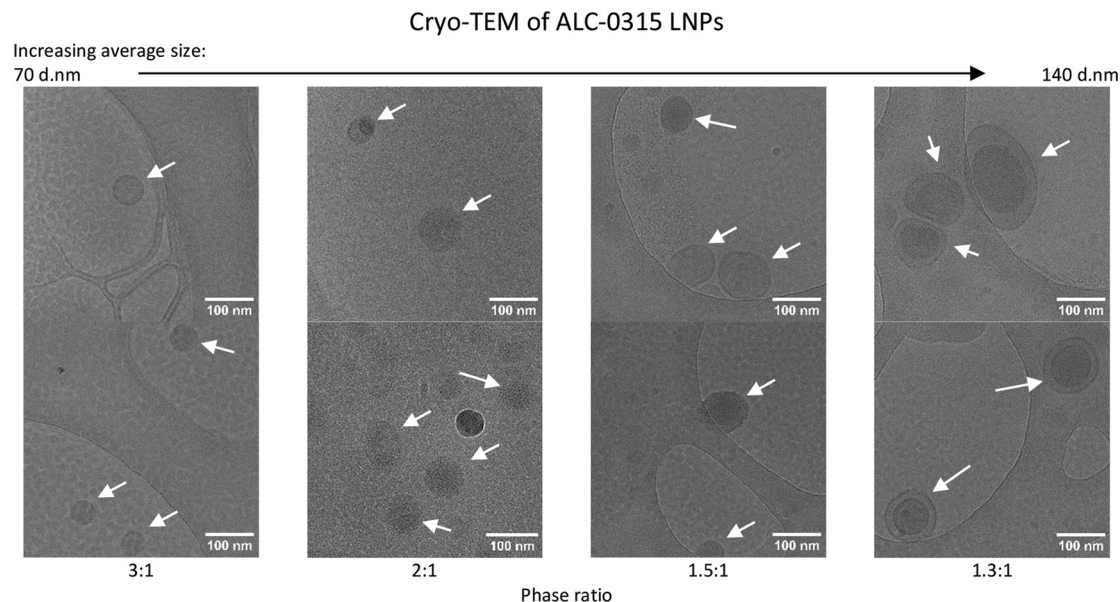 Cryo-TEM of ALC-0315 LNPs
Increasing average size:
70 d.nm
140 d.nm
100 nm
100 nm
100 nm
100 nm
100 nm
100 nm
100 nm
100 nm
3:1
2:1
1.5:1
1.3:1
Phase ratio